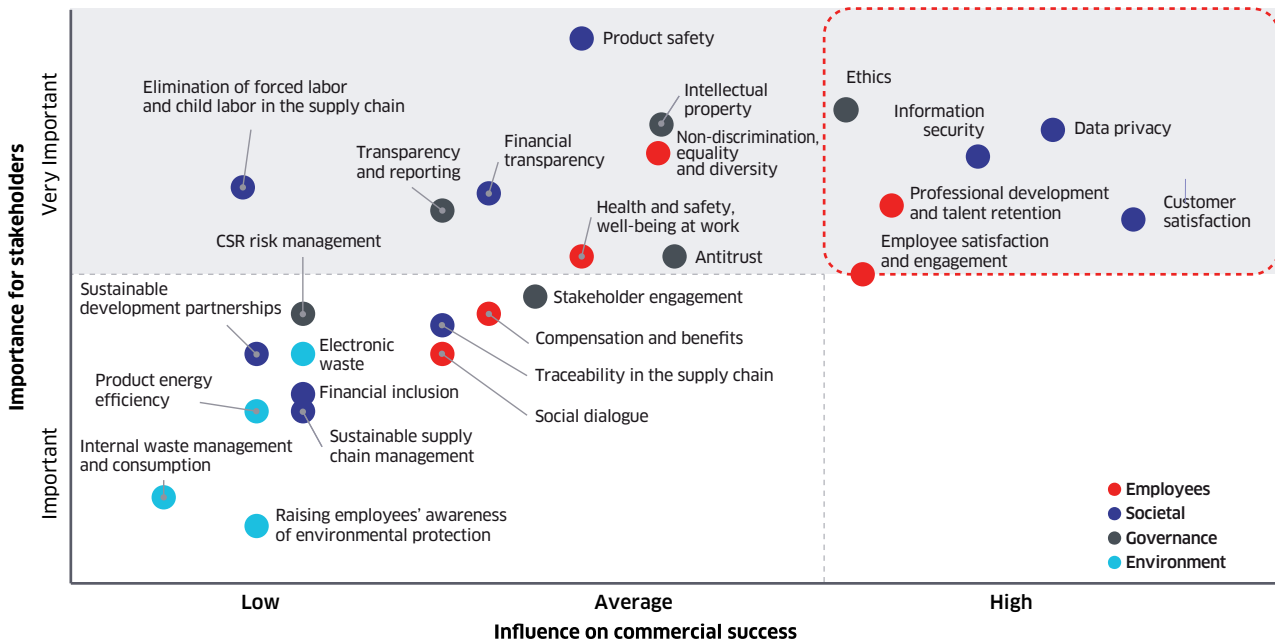 Importance for stakeholders
Very Important
Important
Product safety
Elimination of forced labor
and child labor in the supply chain
Ethics
Intellectual
property
Information
security
Data privacy
Non-discrimination,
equality
and diversity
Financial
transparency
Transparency
and reporting
Professional development
and talent retention
Customer
satisfaction
Health and safety,
well-being at work
CSR risk management
Antitrust
Employee satisfaction
and engagement
Sustainable
development partnerships
Stakeholder engagement
Compensation and benefits
Electronic
waste
Traceability in the supply chain
Product energy
efficiency
Financial inclusion
Social dialogue
Sustainable supply
chain management
Internal waste management
and consumption
Raising employees’ awareness
of environmental protection
Employees
Societal
Governance
Environment
Low
Average
High
Influence on commercial success